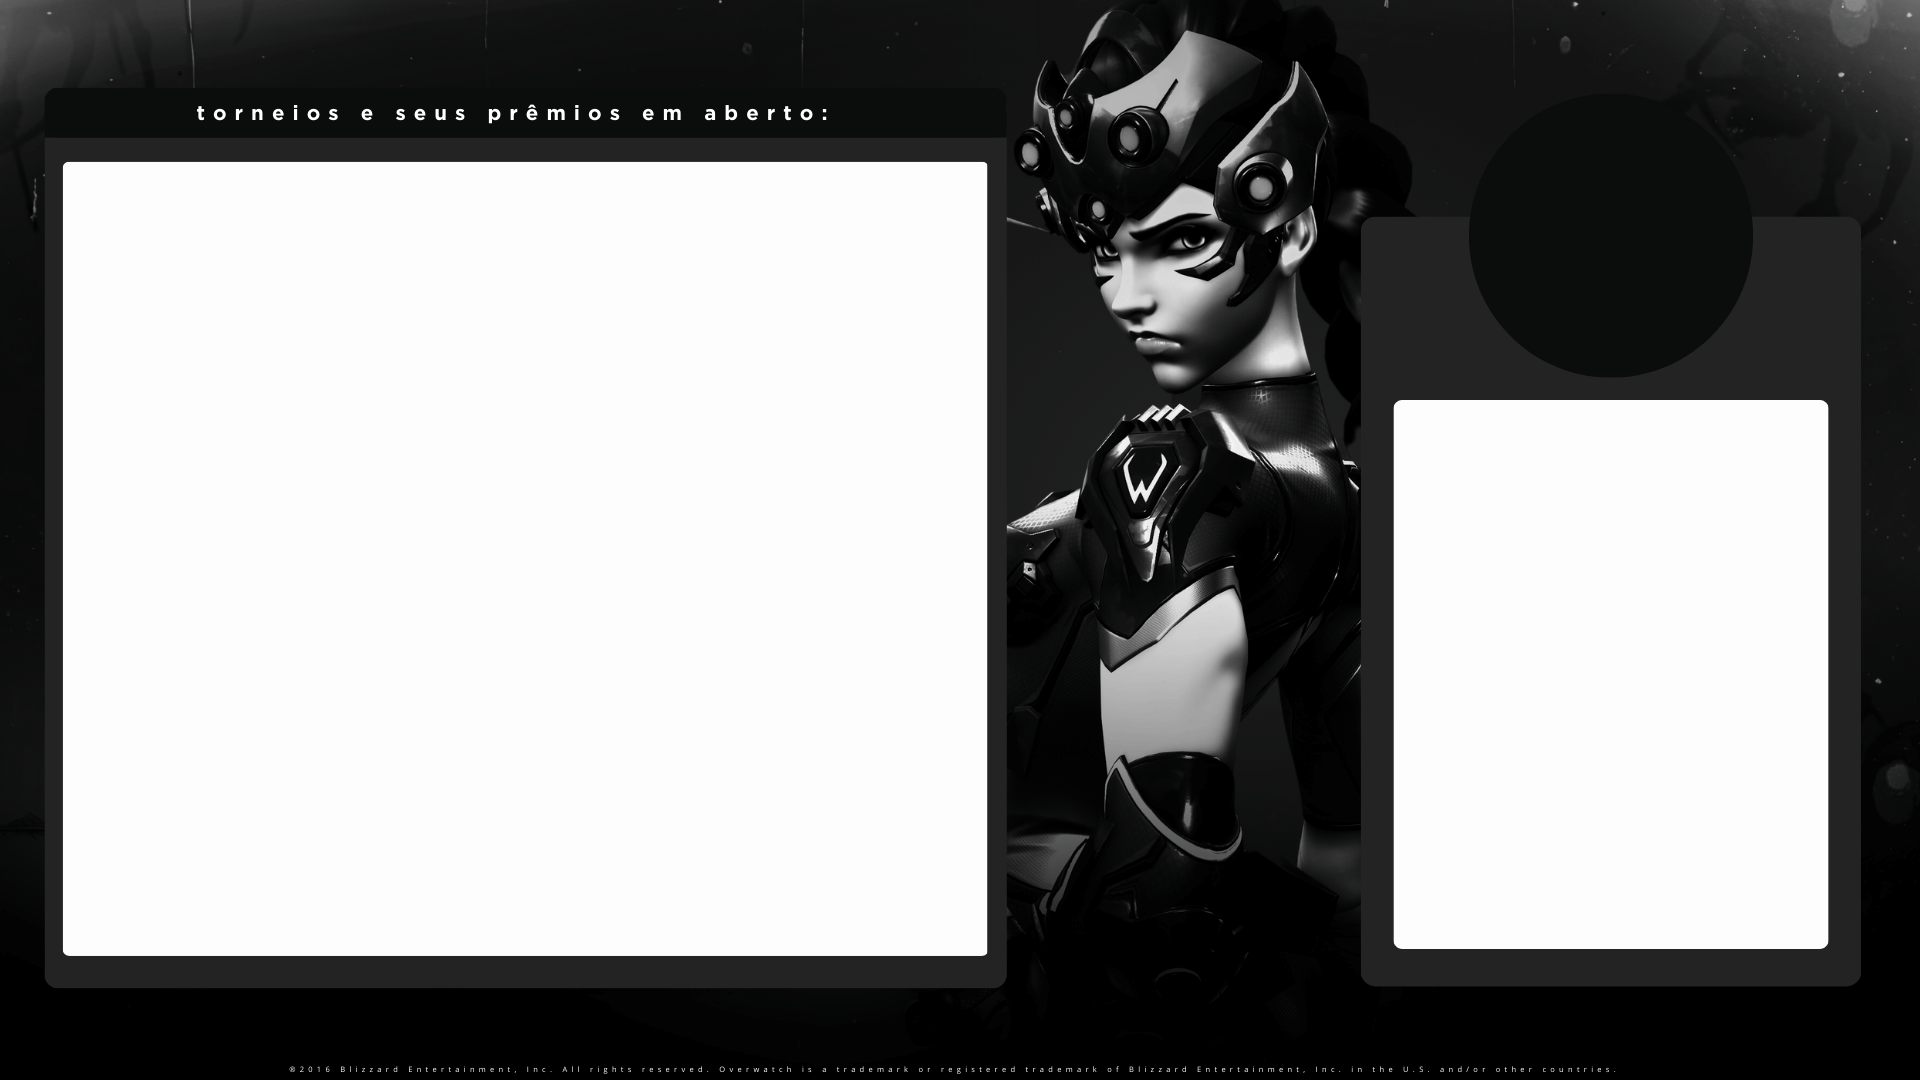 torneios e seus prêmios em aberto:
W
©2016 Blizzard Entertainment, Inc. All rights reserved. Overwatch is a trademark or registered trademark of Blizzard Entertainment, Inc. in the U.S. and/or other countries.